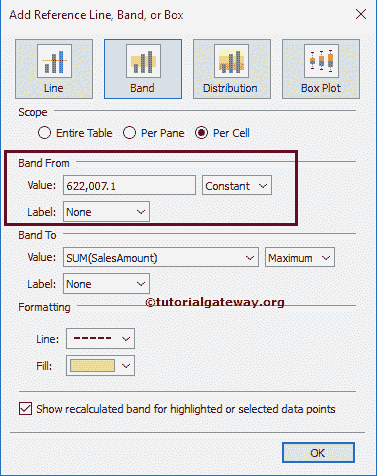 Add Reference Line, Band, or Box
Line Band Distribution Box Plot
Scope
Entire Table Per Pane Per Cell
Band From
Value: 622,007.1 Constant
Label: None
Band To
Value: SUM(SalesAmount) Maximum
Label: None
©tutorialgateway.org
Formatting
Line:
Fill:
Show recalculated band for highlighted or selected data points
OK